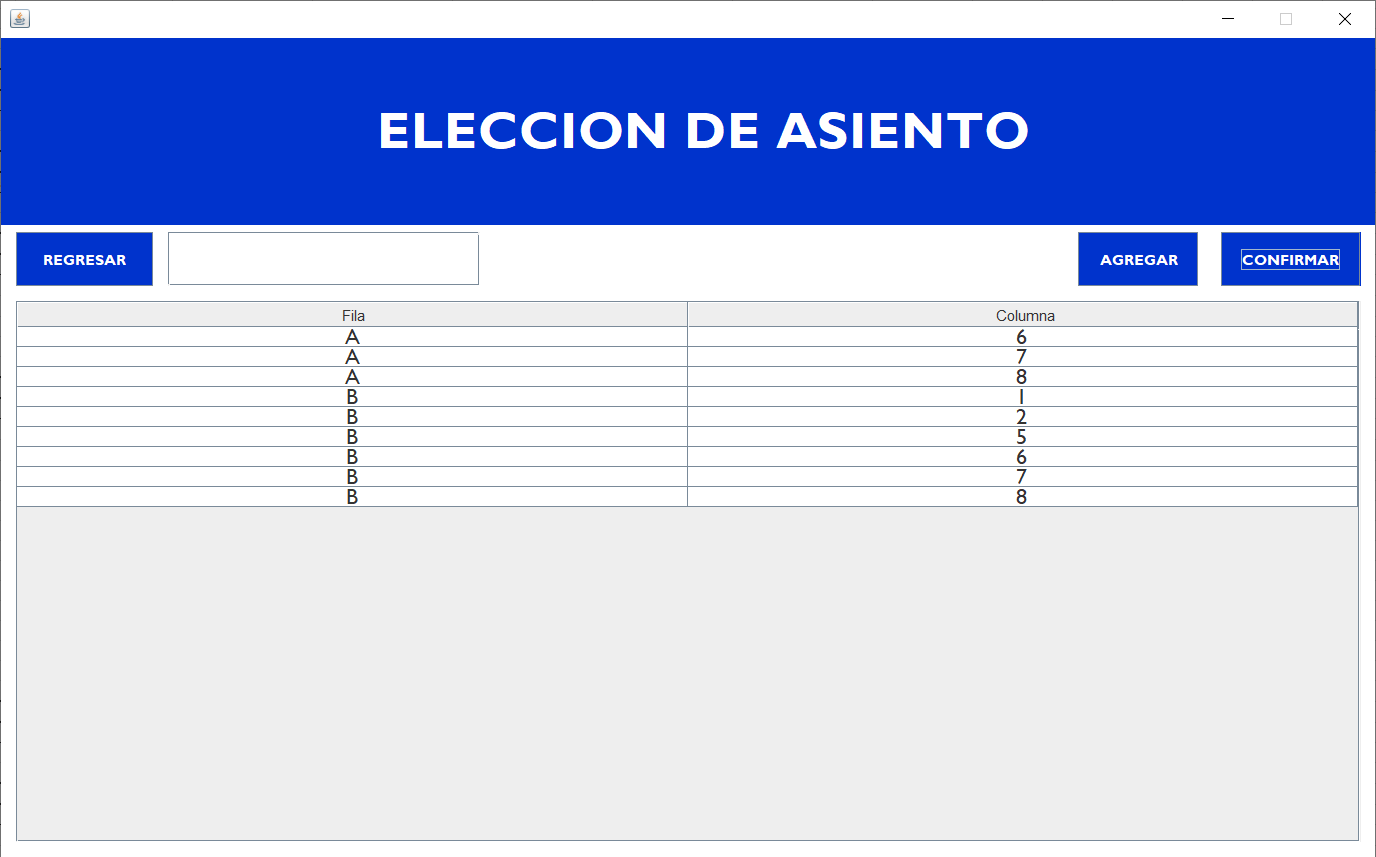 ELECCION DE ASIENTO
REGRESAR AGREGAR CONFIRMAR
Fila Columna
A 6
A 7
A 8
B 1
B 2
B 5
B 6
B 7
B 8